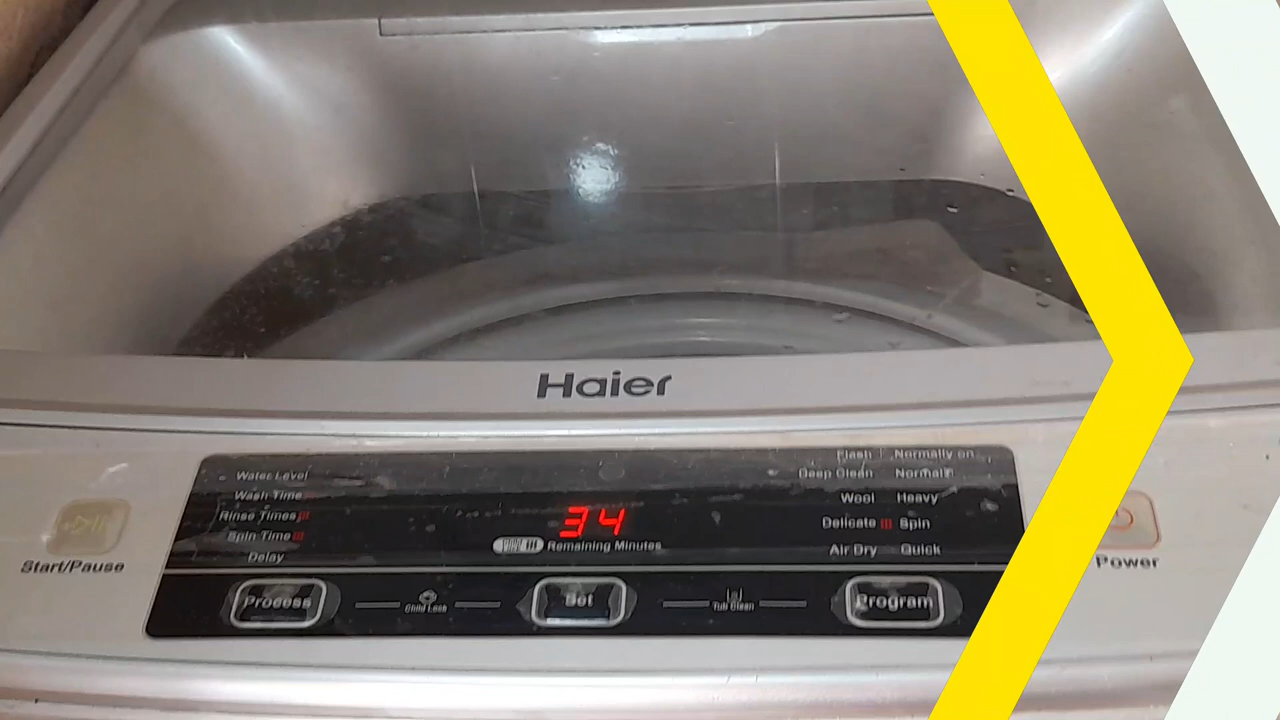 Haier
Water Level
Wash Time
Rinse Times
Spin Time
Delay
34
Remaining Minutes
Flash Normally on
Deep Clean
Wool Heavy
Delicate Spin
Air Dry Quick
Start/Pause
Power
Process
Child Lock
Set
Tub Clean
Program